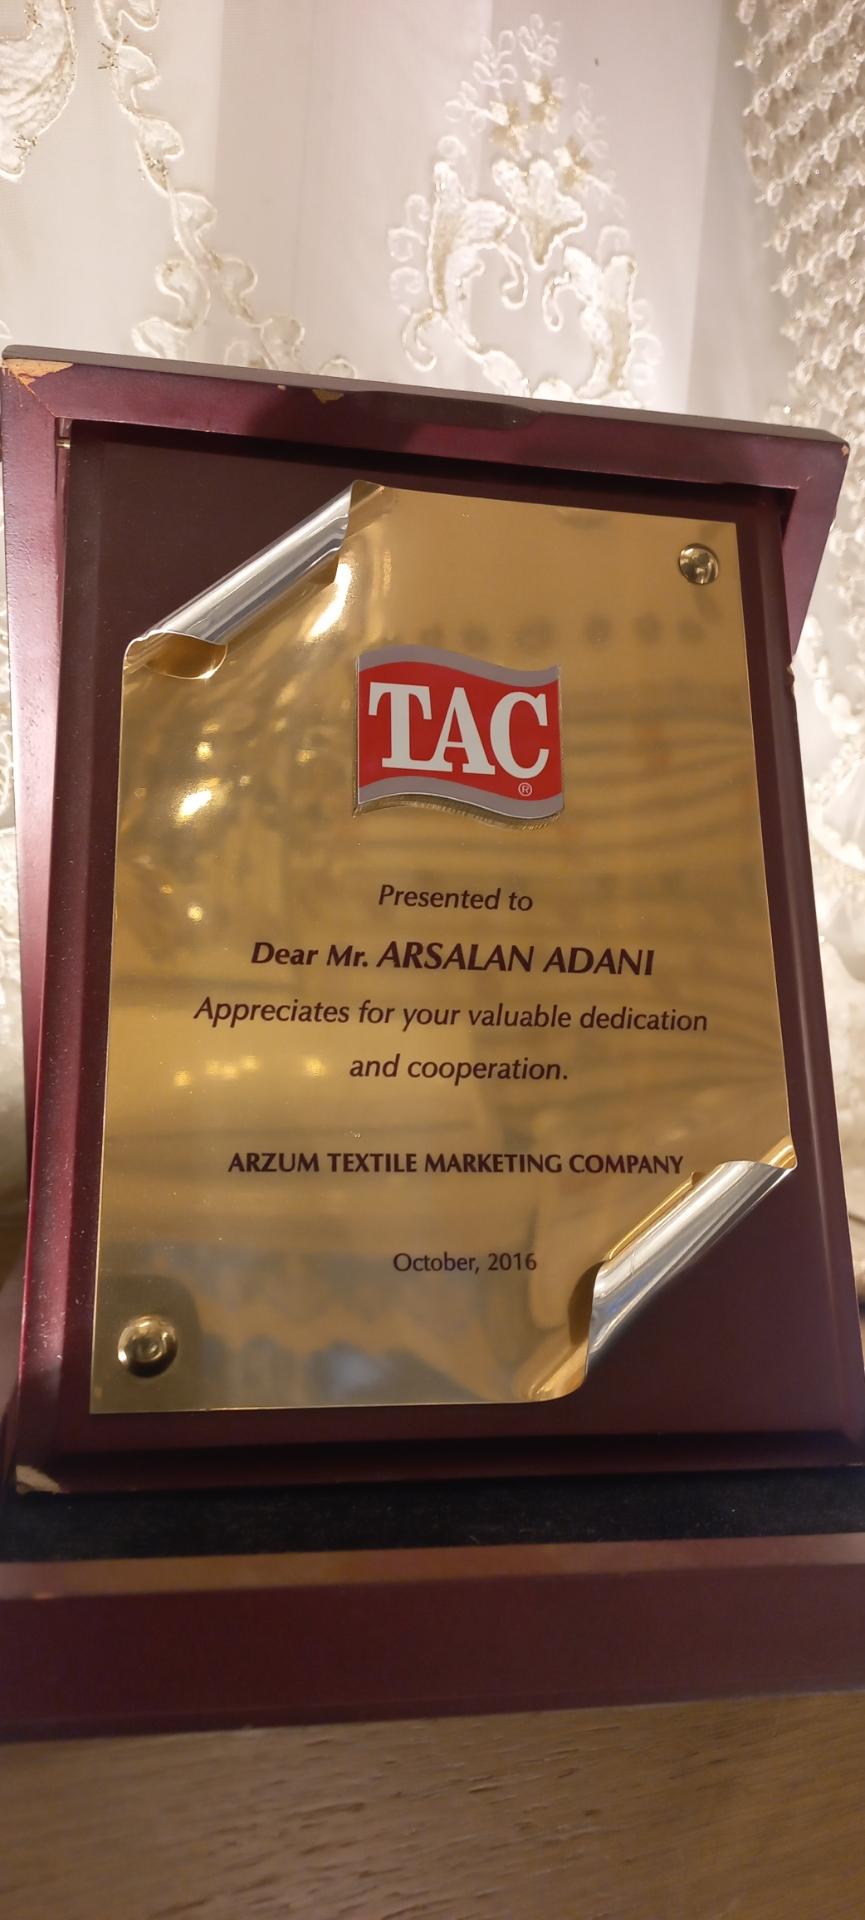 TAC
®
Presented to
Dear Mr. ARSALAN ADANI
Appreciates for your valuable dedication
and cooperation.
ARZUM TEXTILE MARKETING COMPANY
October, 2016